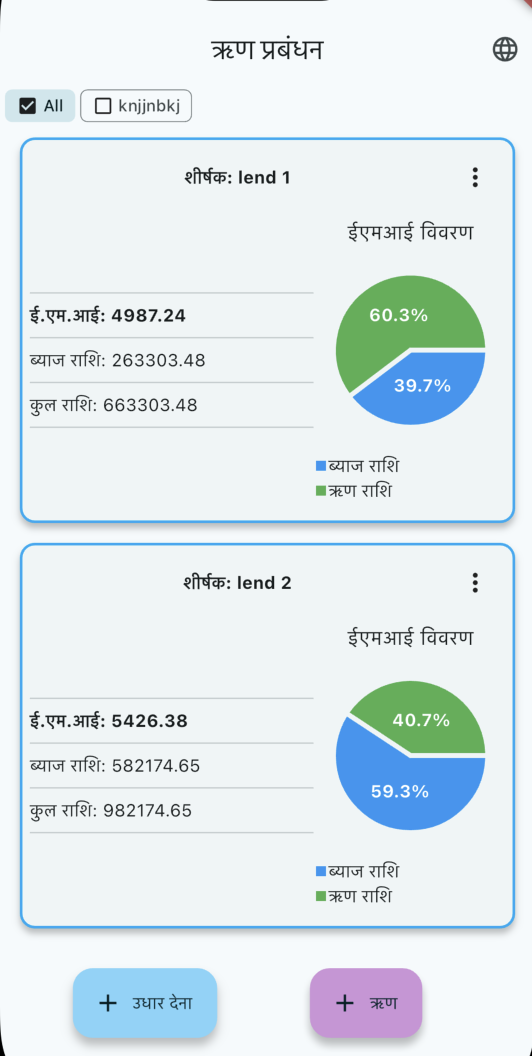 ऋण प्रबंधन
All
knjjnbkj
शीर्षक: lend 1
ईएमआई विवरण
ई.एम.आई: 4987.24
ब्याज राशि: 263303.48
कुल राशि: 663303.48
60.3%
39.7%
ब्याज राशि
ऋण राशि
शीर्षक: lend 2
ईएमआई विवरण
ई.एम.आई: 5426.38
ब्याज राशि: 582174.65
कुल राशि: 982174.65
40.7%
59.3%
ब्याज राशि
ऋण राशि
+ उधार देना
+ ऋण